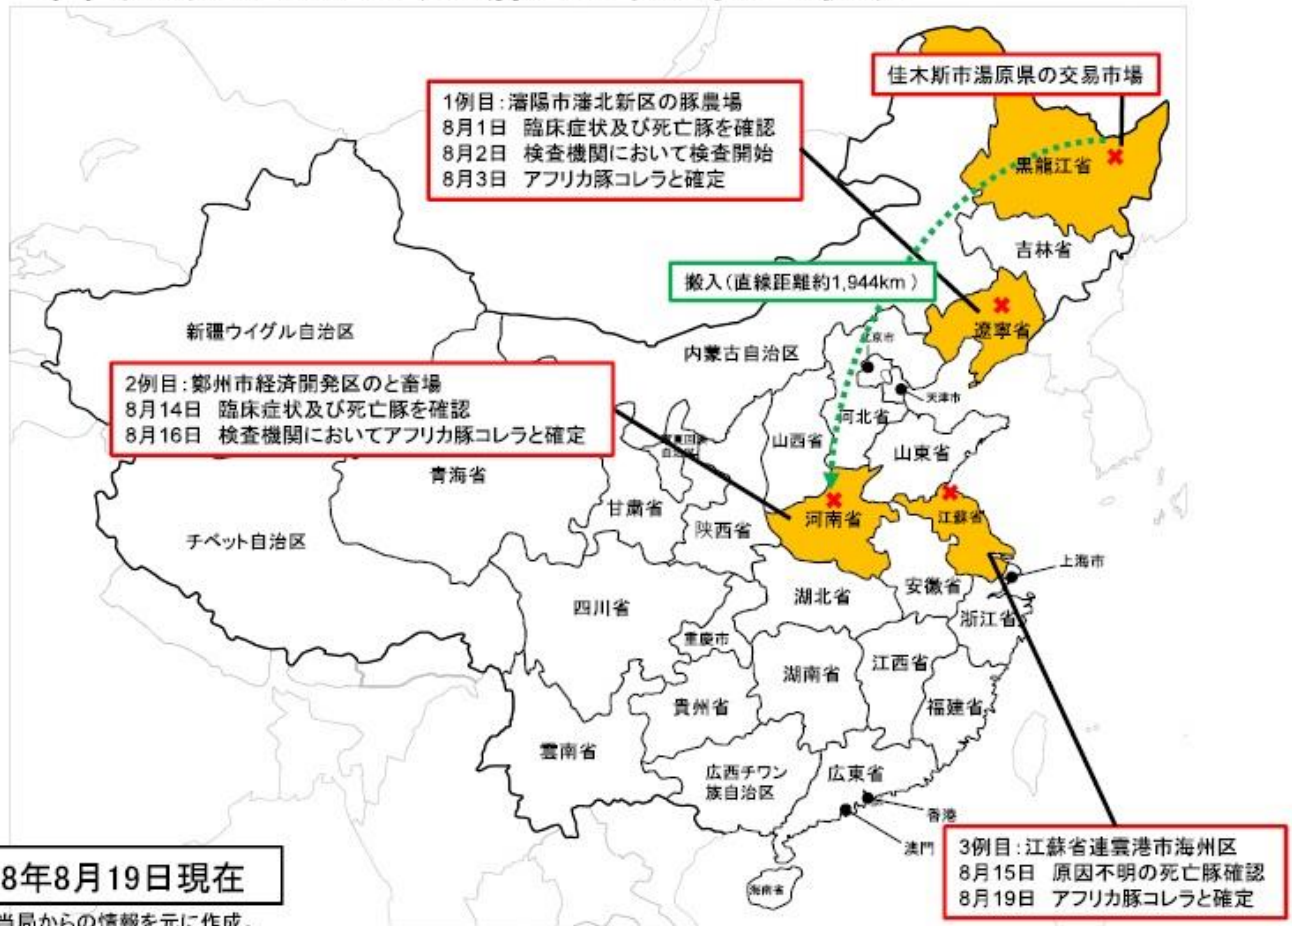 佳木斯市湯原県の交易市場
1例目:瀋陽市瀋北新区の豚農場
8月1日 臨床症状及び死亡豚を確認
8月2日 検査機関において検査開始
8月3日 アフリカ豚コレラと確定
黒龍江省
吉林省
搬入(直線距離約1,944km)
遼寧省
新疆ウイグル自治区
内蒙古自治区
2例目:鄭州市経済開発区のと畜場
8月14日 臨床症状及び死亡豚を確認
8月16日 検査機関においてアフリカ豚コレラと確定
天津市
河北省
山西省
山東省
青海省
甘粛省
陝西省
河南省
江蘇省
チベット自治区
上海市
安徽省
湖北省
四川省
浙江省
重慶市
湖南省
江西省
貴州省
福建省
雲南省
広西チワン
族自治区
広東省
香港
澳門
海南省
3例目:江蘇省連雲港市海州区
8月15日 原因不明の死亡豚確認
8月19日 アフリカ豚コレラと確定
8年8月19日現在
当局からの情報を元に作成。